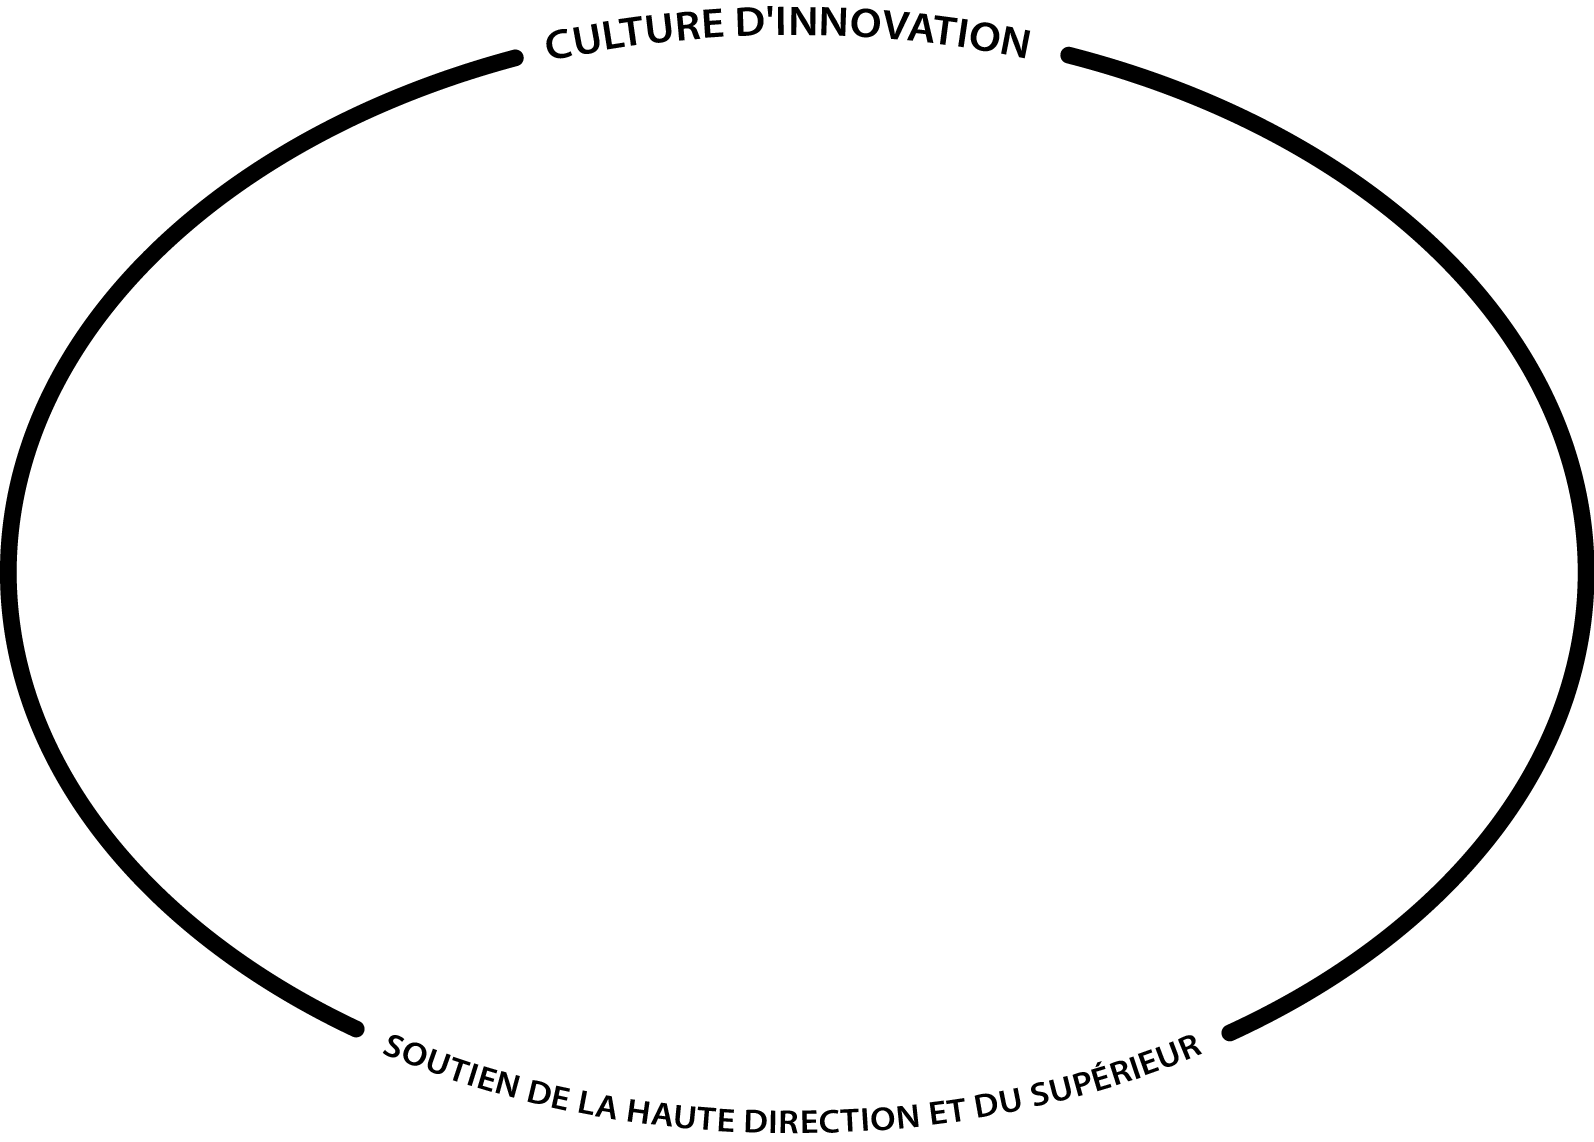 CULTURE D'INNOVATION
SOUTIEN DE LA HAUTE DIRECTION ET DU SUPÉRIEUR